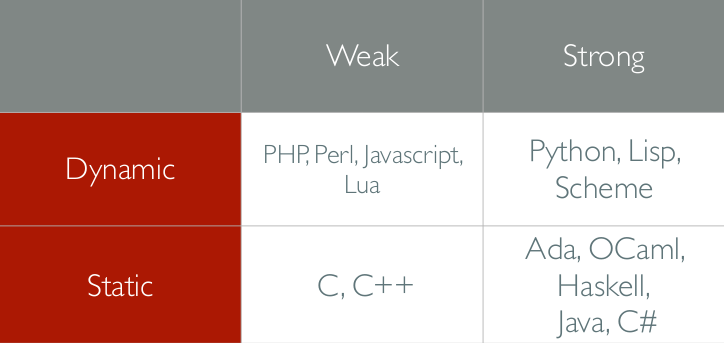 Weak
Strong
Dynamic
PHP, Perl, Javascript,
Lua
Python, Lisp,
Scheme
Static
C, C++
Ada, OCaml,
Haskell,
Java, C#